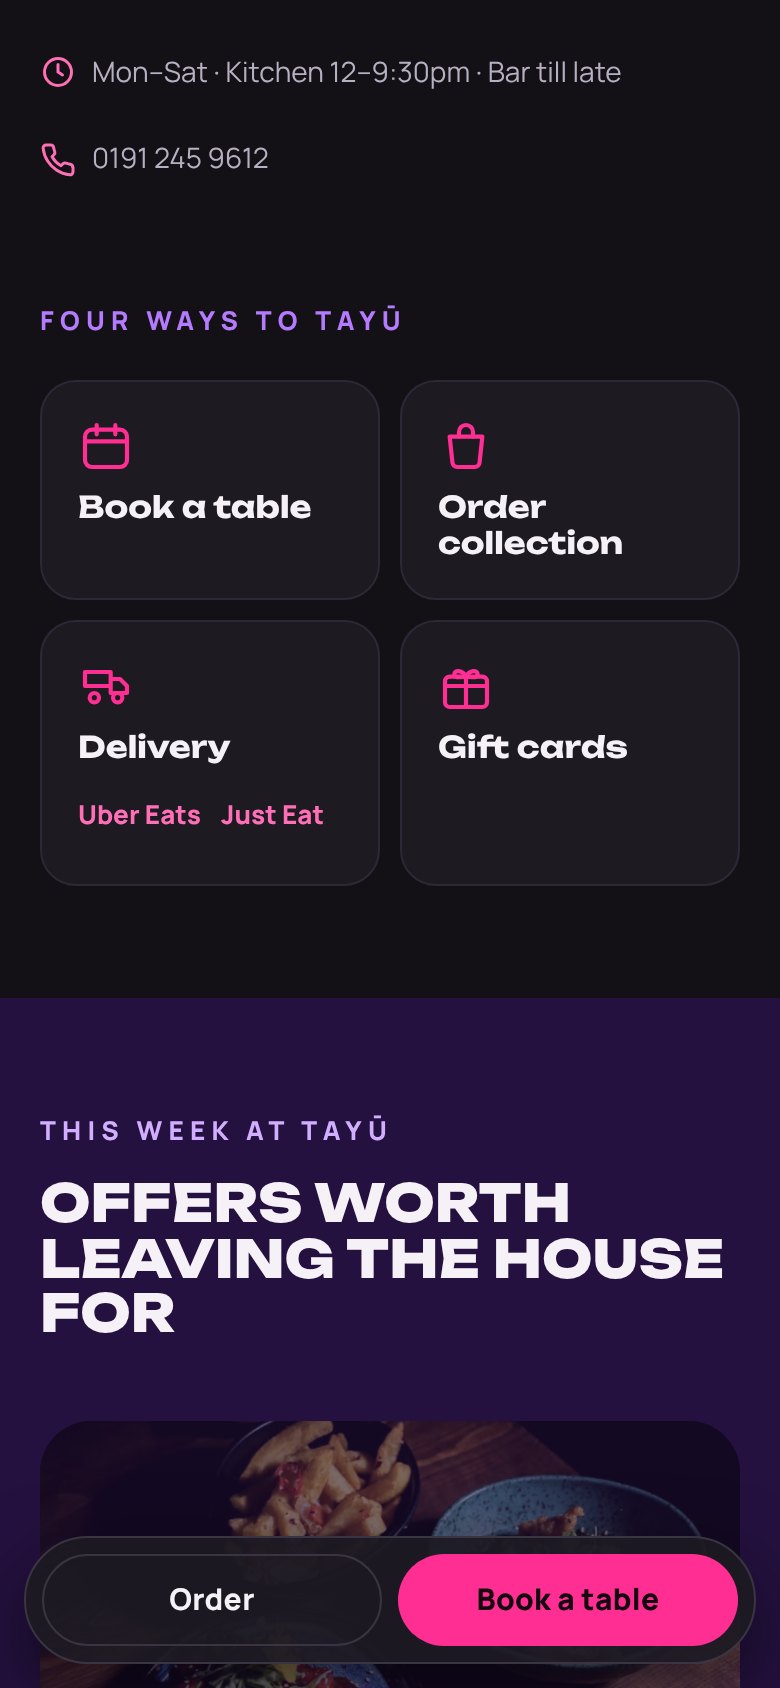 Mon–Sat · Kitchen 12–9:30pm · Bar till late
0191 245 9612
FOUR WAYS TO TAYŪ
Book a table
Order
collection
Delivery
Uber Eats Just Eat
Gift cards
THIS WEEK AT TAYŪ
OFFERS WORTH
LEAVING THE HOUSE
FOR
Order
Book a table